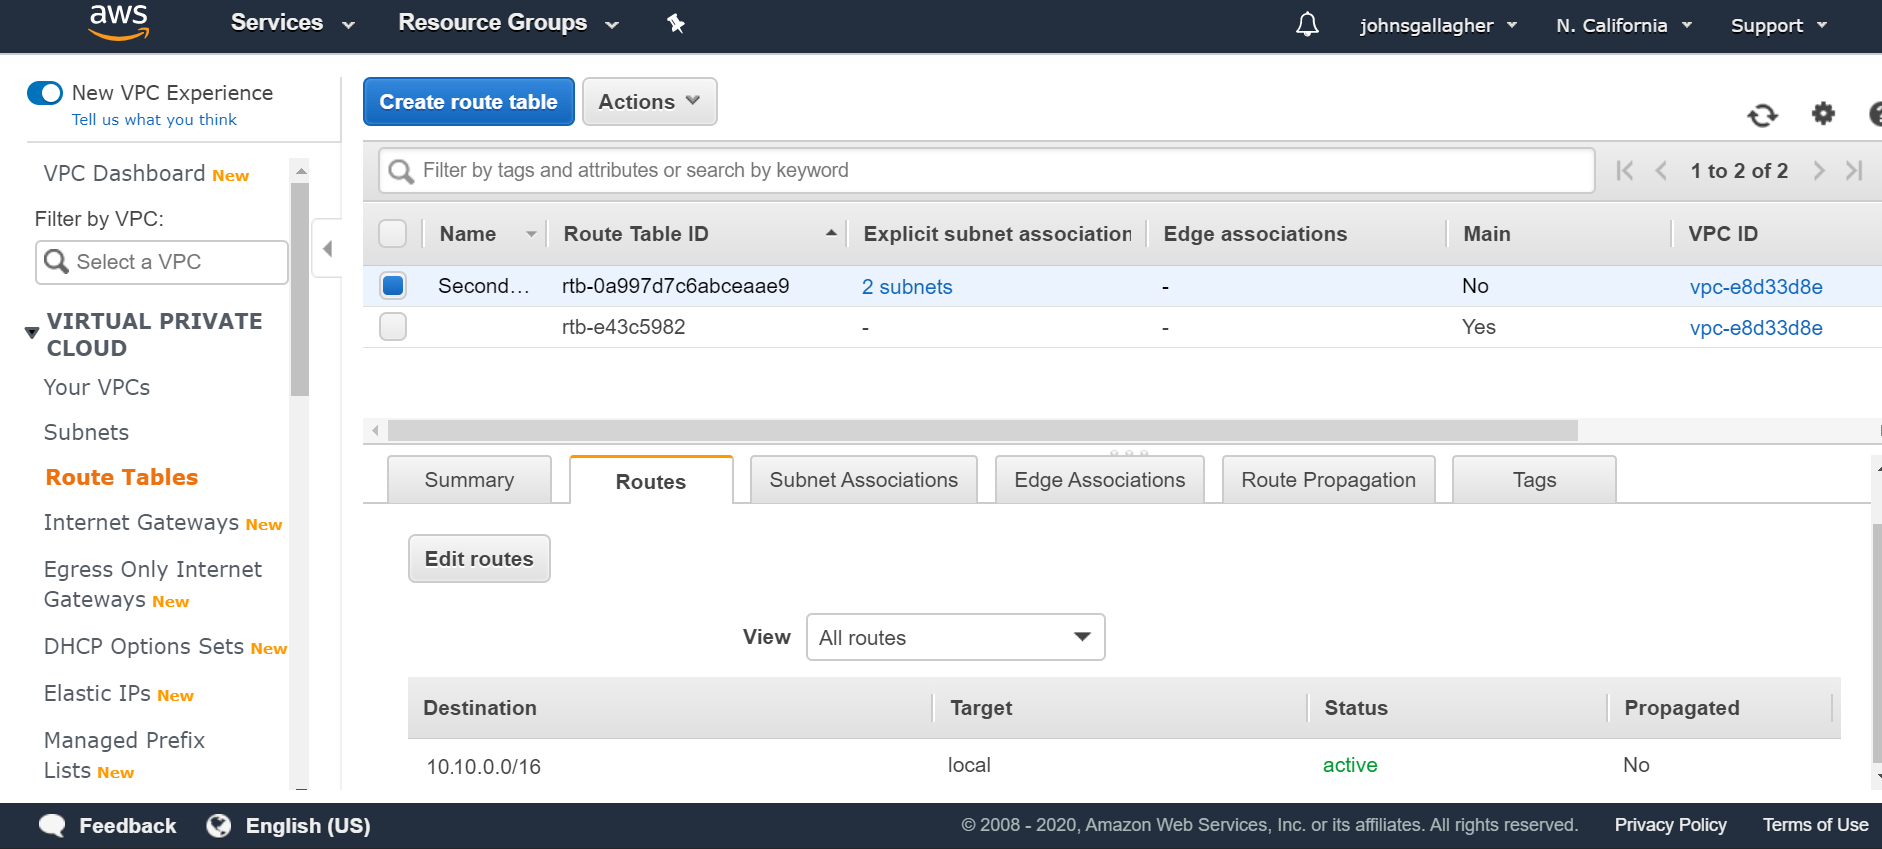 aws
Services
Resource Groups
johnsgallagher
N. California
Support
New VPC Experience
Tell us what you think
VPC Dashboard New
Filter by VPC:
Select a VPC
VIRTUAL PRIVATE
CLOUD
Your VPCs
Subnets
Route Tables
Internet Gateways New
Egress Only Internet
Gateways New
DHCP Options Sets New
Elastic IPs New
Managed Prefix
Lists New
Create route table
Actions
Filter by tags and attributes or search by keyword
1 to 2 of 2
Name
Route Table ID
Explicit subnet association
Edge associations
Main
VPC ID
Second...
rtb-0a997d7c6abceaae9
2 subnets
-
No
vpc-e8d33d8e
rtb-e43c5982
-
-
Yes
vpc-e8d33d8e
Summary
Routes
Subnet Associations
Edge Associations
Route Propagation
Tags
Edit routes
View
All routes
Destination
Target
Status
Propagated
10.10.0.0/16
local
active
No
Feedback
English (US)
© 2008 - 2020, Amazon Web Services, Inc. or its affiliates. All rights reserved.
Privacy Policy
Terms of Use